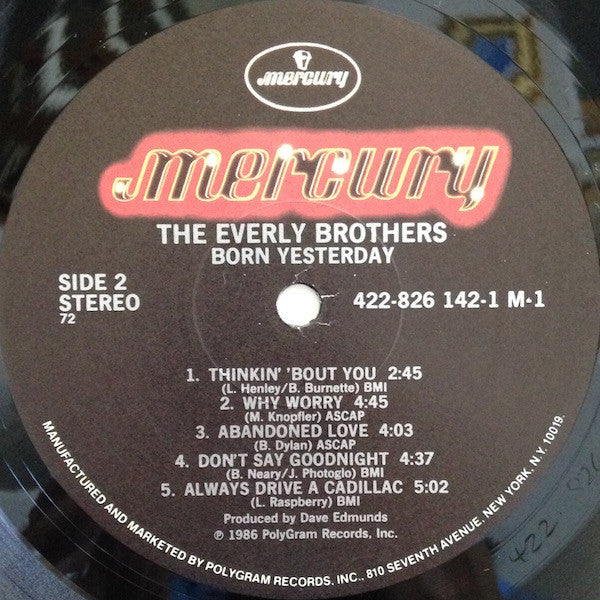 mercury
mercury
THE EVERLY BROTHERS
BORN YESTERDAY
SIDE 2
STEREO
72
422-826 142-1 M-1
1. THINKIN' 'BOUT YOU 2:45
(L. Henley/B. Burnette) BMI
2. WHY WORRY 4:45
(M. Knopfler) ASCAP
3. ABANDONED LOVE 4:03
(B. Dylan) ASCAP
4. DON'T SAY GOODNIGHT 4:37
(B. Neary/J. Photoglo) BMI
5. ALWAYS DRIVE A CADILLAC 5:02
(L. Raspberry) BMI
Produced by Dave Edmunds
℗ 1986 PolyGram Records, Inc.
MANUFACTURED AND MARKETED BY POLYGRAM RECORDS, INC., 810 SEVENTH AVENUE, NEW YORK, N.Y. 10019.
422